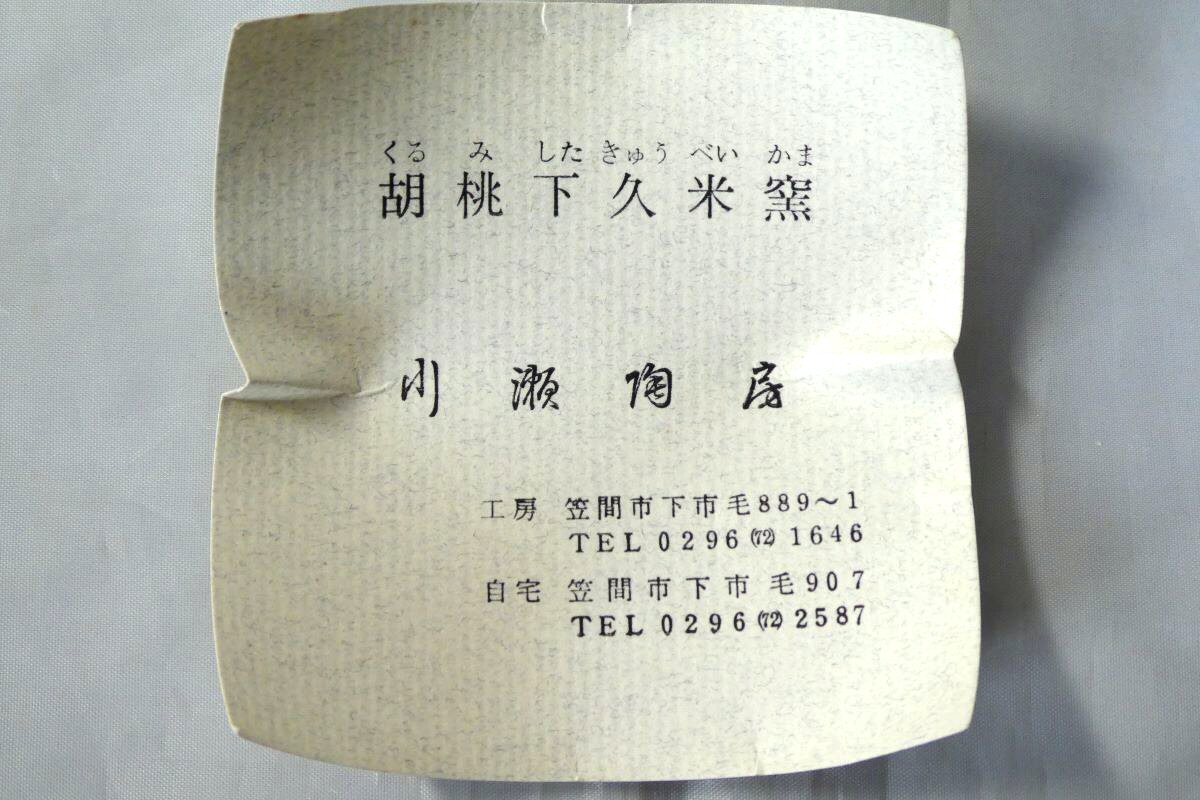 くるみしたきゅうべいかま
胡桃下久米窯
川瀬陶房
工房 笠間市下市毛889〜1
TEL 0296(72)1646
自宅 笠間市下市毛907
TEL 0296(72)2587